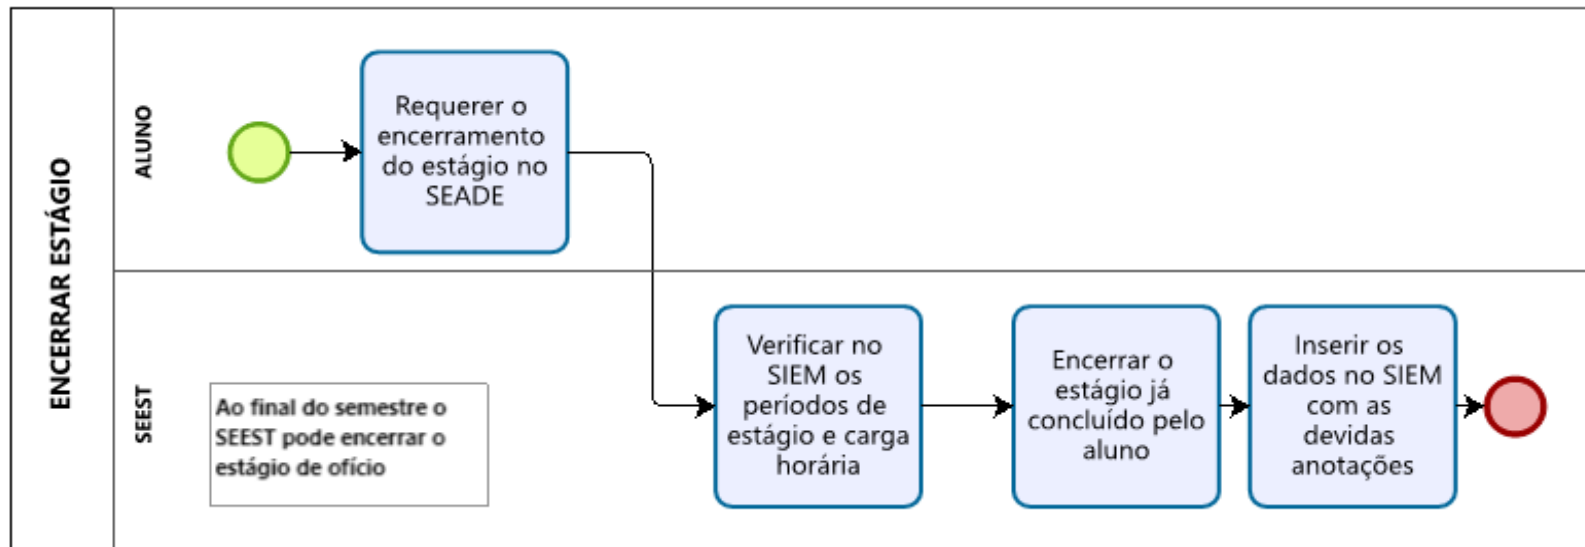 ENCERRAR ESTÁGIO
ALUNO
Requerer o
encerramento
do estágio no
SEADE
SEEST
Ao final do semestre o
SEEST pode encerrar o
estágio de ofício
Verificar no
SIEM os
períodos de
estágio e carga
horária
Encerrar o
estágio já
concluído pelo
aluno
Inserir os
dados no SIEM
com as
devidas
anotações